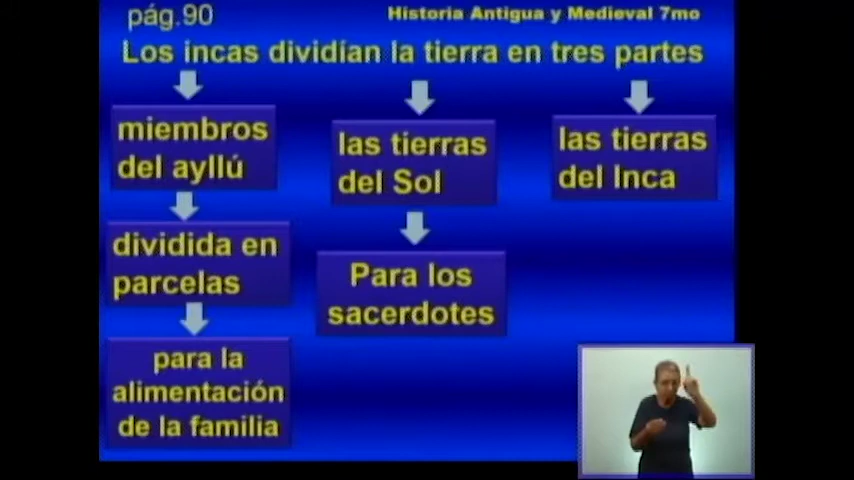 pág.90
Historia Antigua y Medieval 7mo
Los incas dividían la tierra en tres partes
miembros
del ayllú
las tierras
del Sol
las tierras
del Inca
dividida en
parcelas
Para los
sacerdotes
para la
alimentación
de la familia